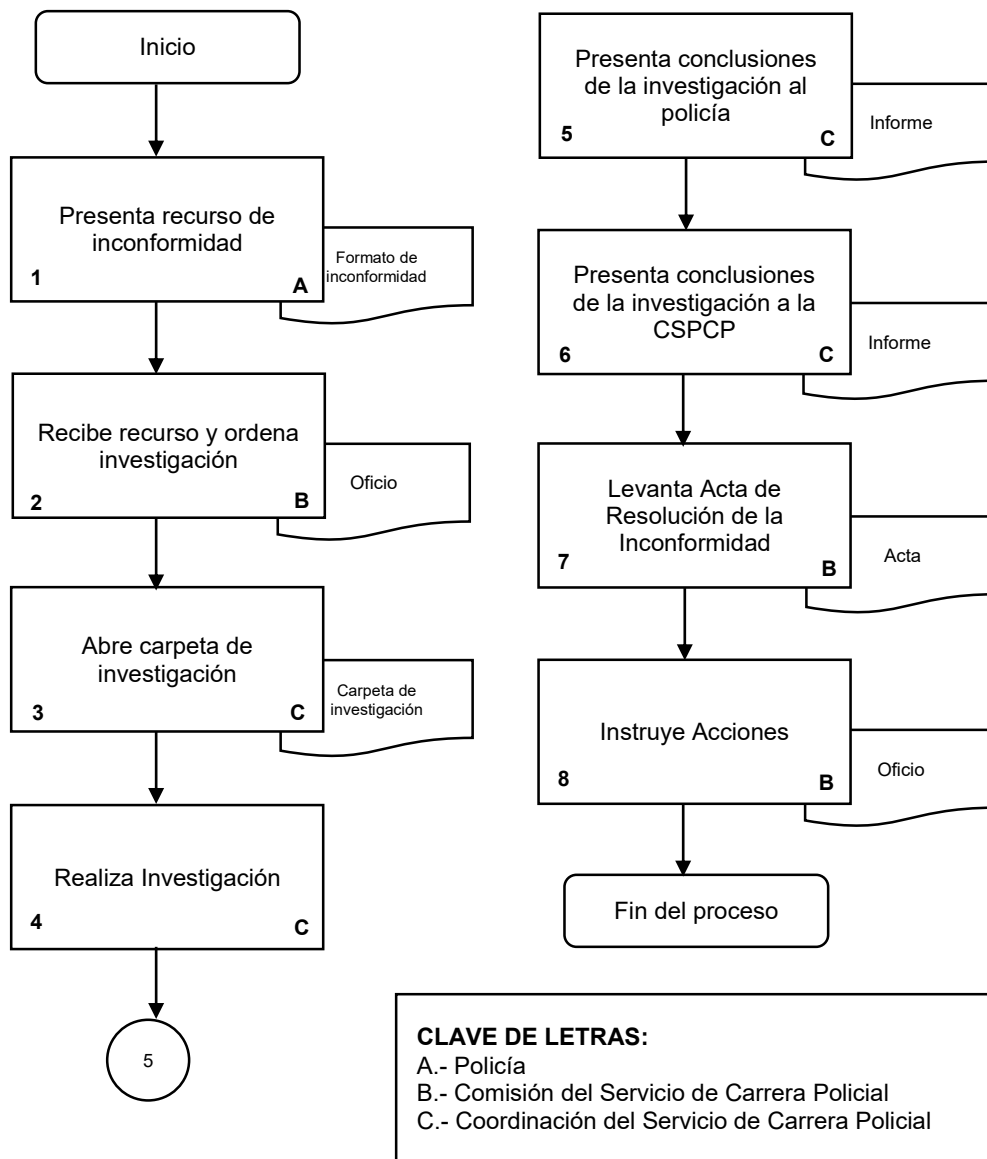 Inicio
Presenta recurso de
inconformidad
1
A
Formato de
inconformidad
Recibe recurso y ordena
investigación
2
B
Oficio
Abre carpeta de
investigación
3
C
Carpeta de
investigación
Realiza Investigación
4
C
5
Presenta conclusiones
de la investigación al
policía
5
C
Informe
Presenta conclusiones
de la investigación a la
CSPCP
6
C
Informe
Levanta Acta de
Resolución de la
Inconformidad
7
B
Acta
Instruye Acciones
8
B
Oficio
Fin del proceso
CLAVE DE LETRAS:
A.- Policía
B.- Comisión del Servicio de Carrera Policial
C.- Coordinación del Servicio de Carrera Policial